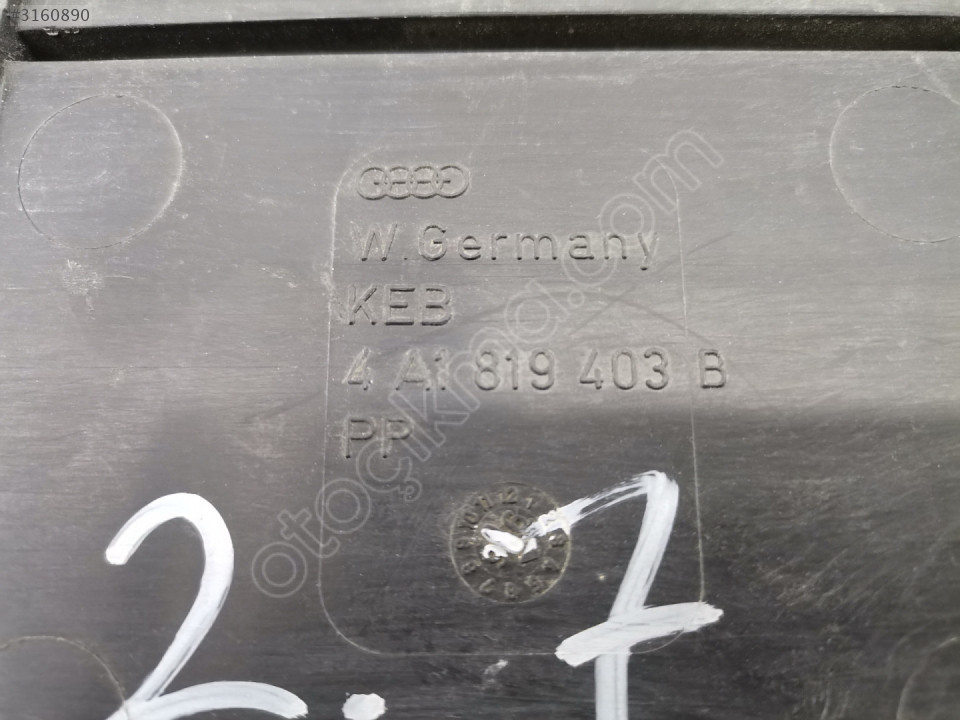 #3160890
W. Germany
KEB
4 A1 819 403 B
PP
otoçıkma.com
2.7